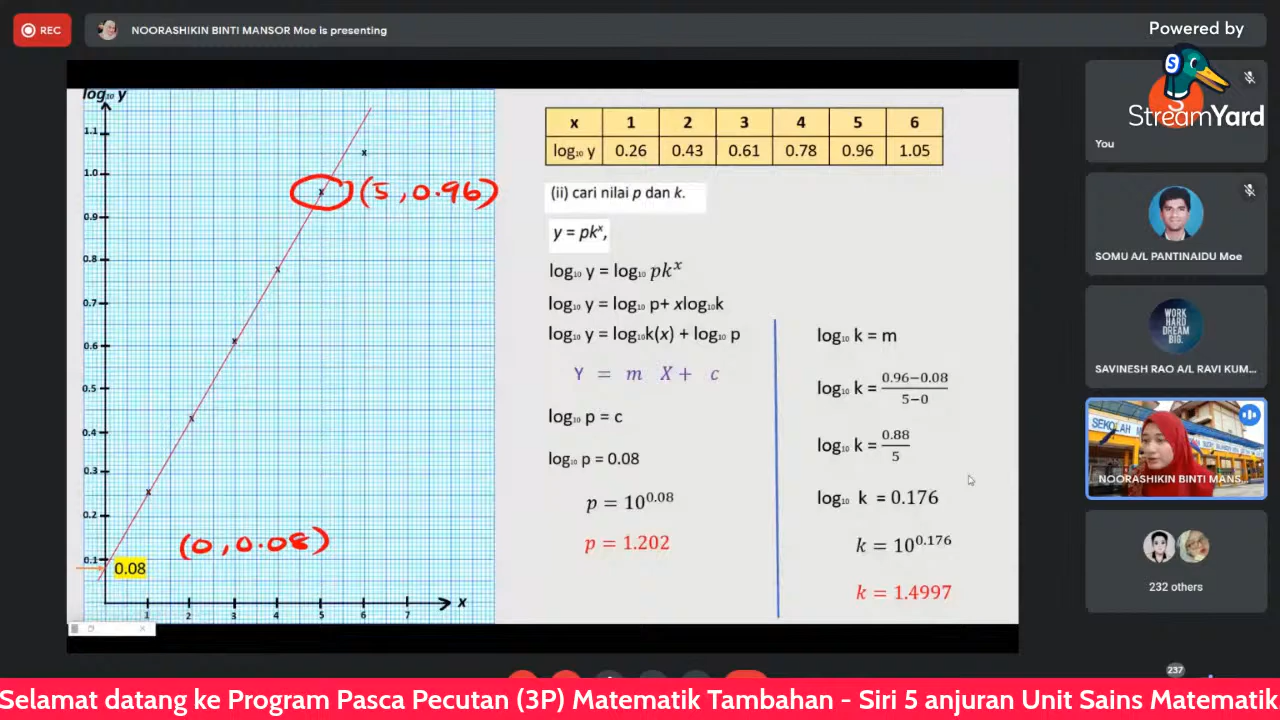 REC
NOORASHIKIN BINTI MANSOR Moe is presenting
Powered by
StreamYard
You
SOMU A/L PANTINAIDU Moe
SAVINESH RAO A/L RAVI KUM...
WORK
HARD
DREAM
BIG.
NOORASHIKIN BINTI MANS...
232 others
237
log₁₀ y
1.1
1.0
0.9
0.8
0.7
0.6
0.5
0.4
0.3
0.2
0.1
0.08
1 2 3 4 5 6 7
x
(5, 0.96)
(0, 0.08)
x 1 2 3 4 5 6
log₁₀ y 0.26 0.43 0.61 0.78 0.96 1.05
(ii) cari nilai p dan k.
y = pkˣ,
log₁₀ y = log₁₀ pkˣ
log₁₀ y = log₁₀ p+ xlog₁₀k
log₁₀ y = log₁₀k(x) + log₁₀ p
Y = m X + c
log₁₀ p = c
log₁₀ p = 0.08
p = 10^0.08
p = 1.202
log₁₀ k = m
log₁₀ k = (0.96−0.08)/(5−0)
log₁₀ k = 0.88/5
log₁₀ k = 0.176
k = 10^0.176
k = 1.4997
Selamat datang ke Program Pasca Pecutan (3P) Matematik Tambahan - Siri 5 anjuran Unit Sains Matematik